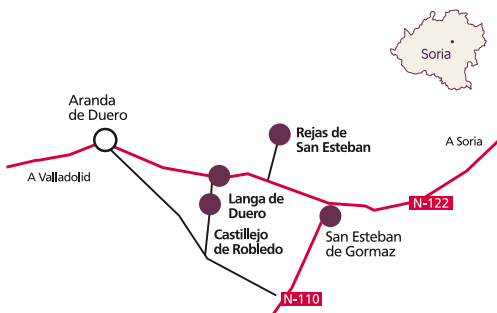 Soria
Aranda
de Duero
Rejas de
San Esteban
A Soria
A Valladolid
Langa de
Duero
N-122
Castillejo
de Robledo
San Esteban
de Gormaz
N-110